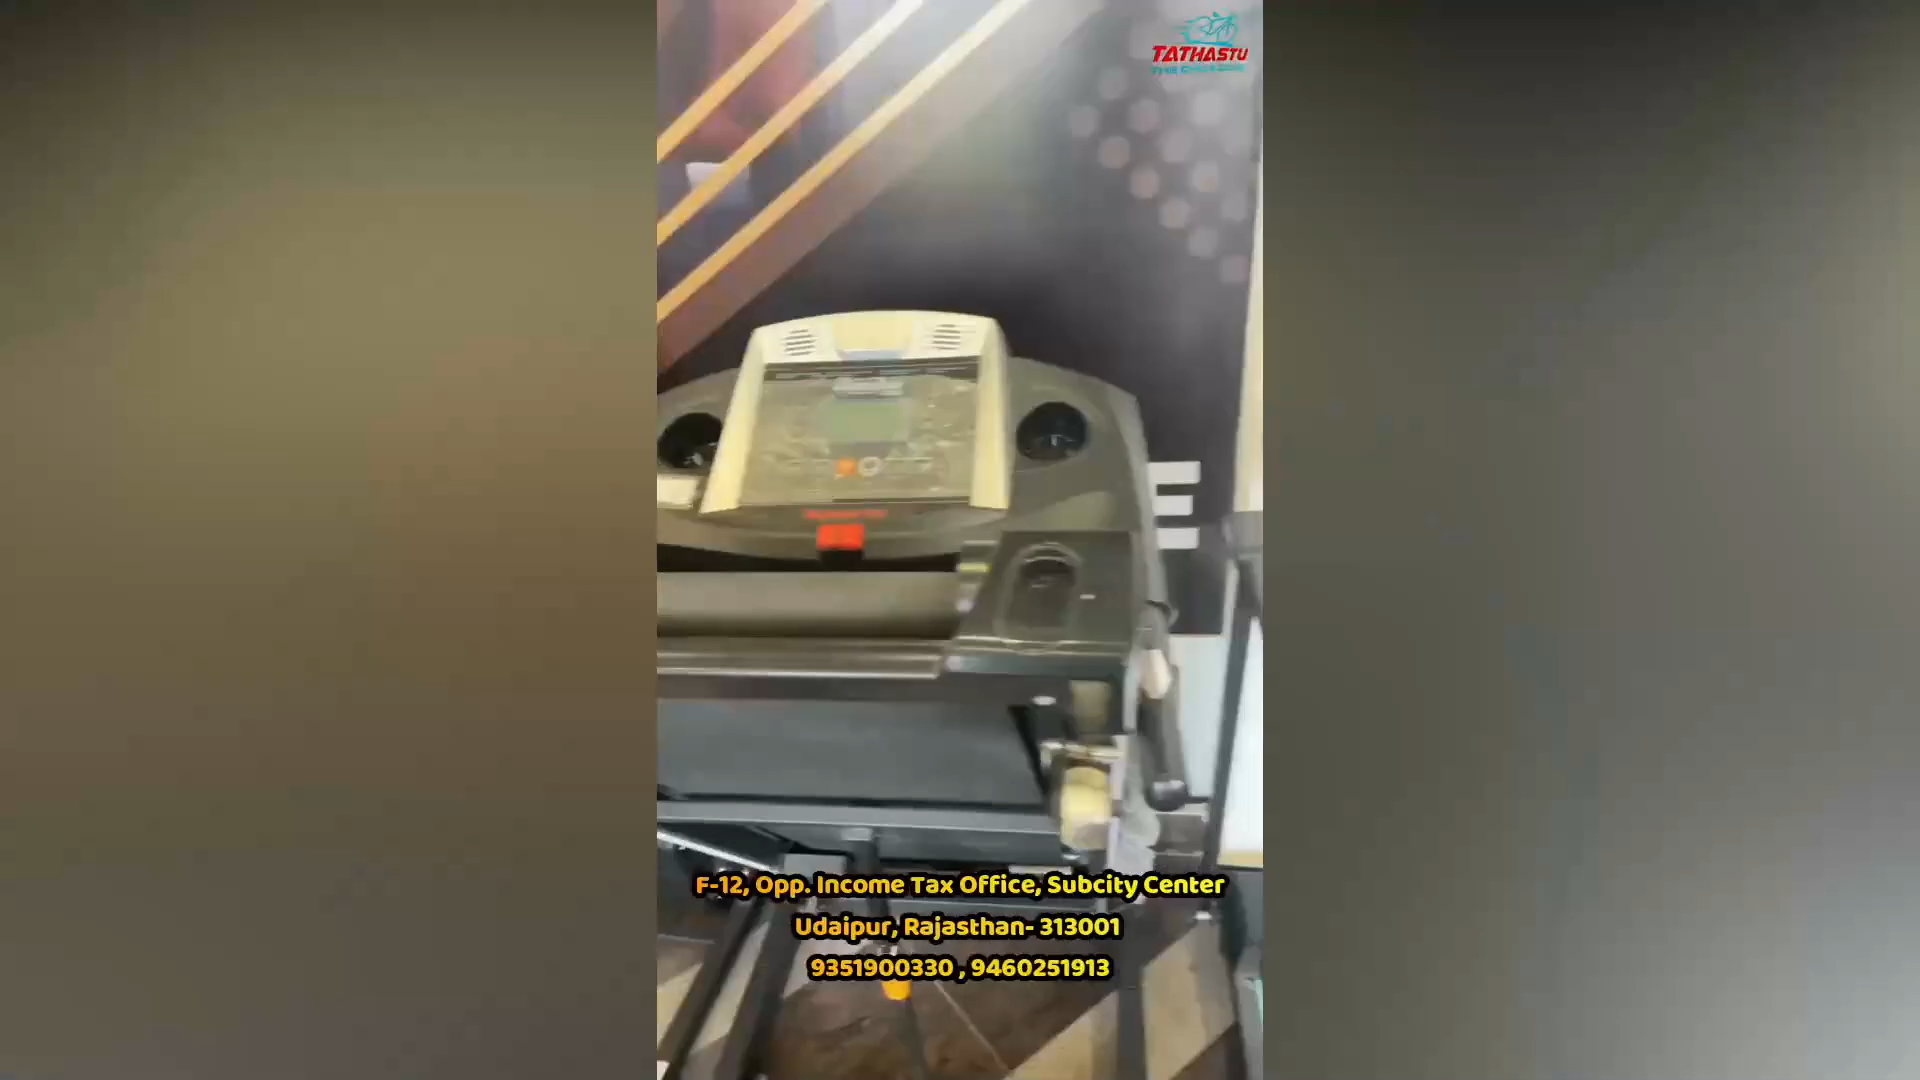 TATHASTU
E
F-12, Opp. Income Tax Office, Subcity Center
Udaipur, Rajasthan- 313001
9351900330 , 9460251913